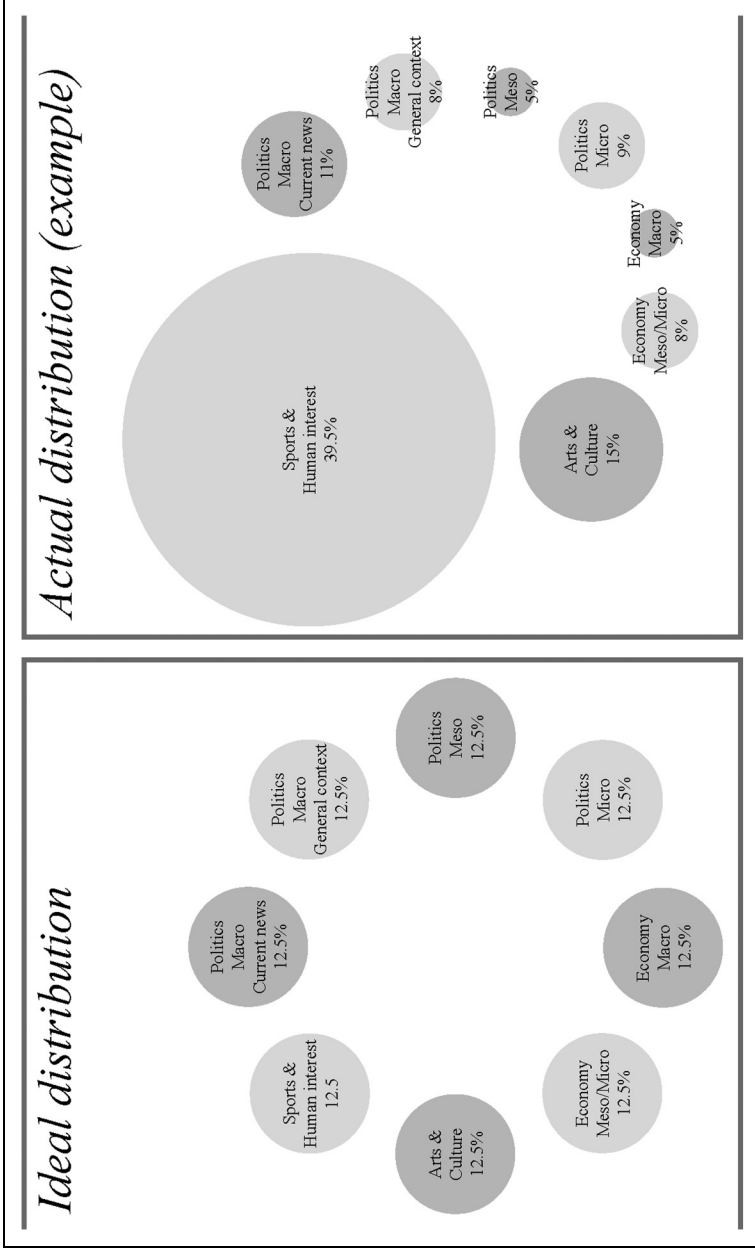 Ideal distribution
Politics
Macro
Current news
12.5%
Politics
Macro
General context
12.5%
Politics
Meso
12.5%
Politics
Micro
12.5%
Economy
Macro
12.5%
Economy
Meso/Micro
12.5%
Arts &
Culture
12.5%
Sports &
Human interest
12.5
Actual distribution (example)
Politics
Macro
Current news
11%
Politics
Macro
General context
8%
Politics
Meso
5%
Politics
Micro
9%
Economy
Macro
5%
Economy
Meso/Micro
8%
Arts &
Culture
15%
Sports &
Human interest
39.5%